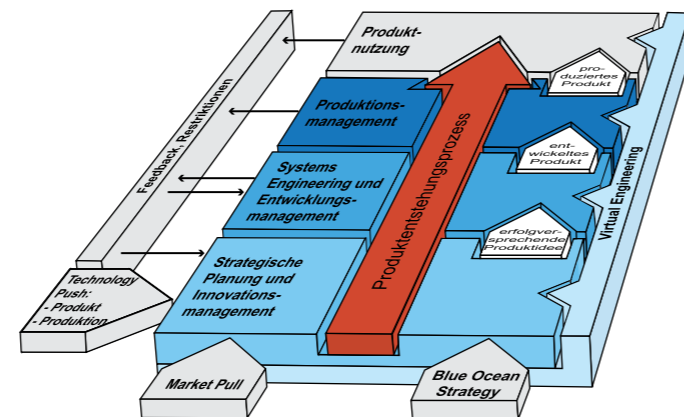 Produkt-
nutzung
pro-
duziertes
Produkt
Produktions-
management
ent-
wickeltes
Produkt
Systems
Engineering und
Entwicklungs-
management
erfolgver-
sprechende
Produktidee
Strategische
Planung und
Innovations-
management
Produktentstehungsprozess
Feedback, Restriktionen
Virtual Engineering
Technology
Push:
- Produkt
- Produktion
Market Pull
Blue Ocean
Strategy